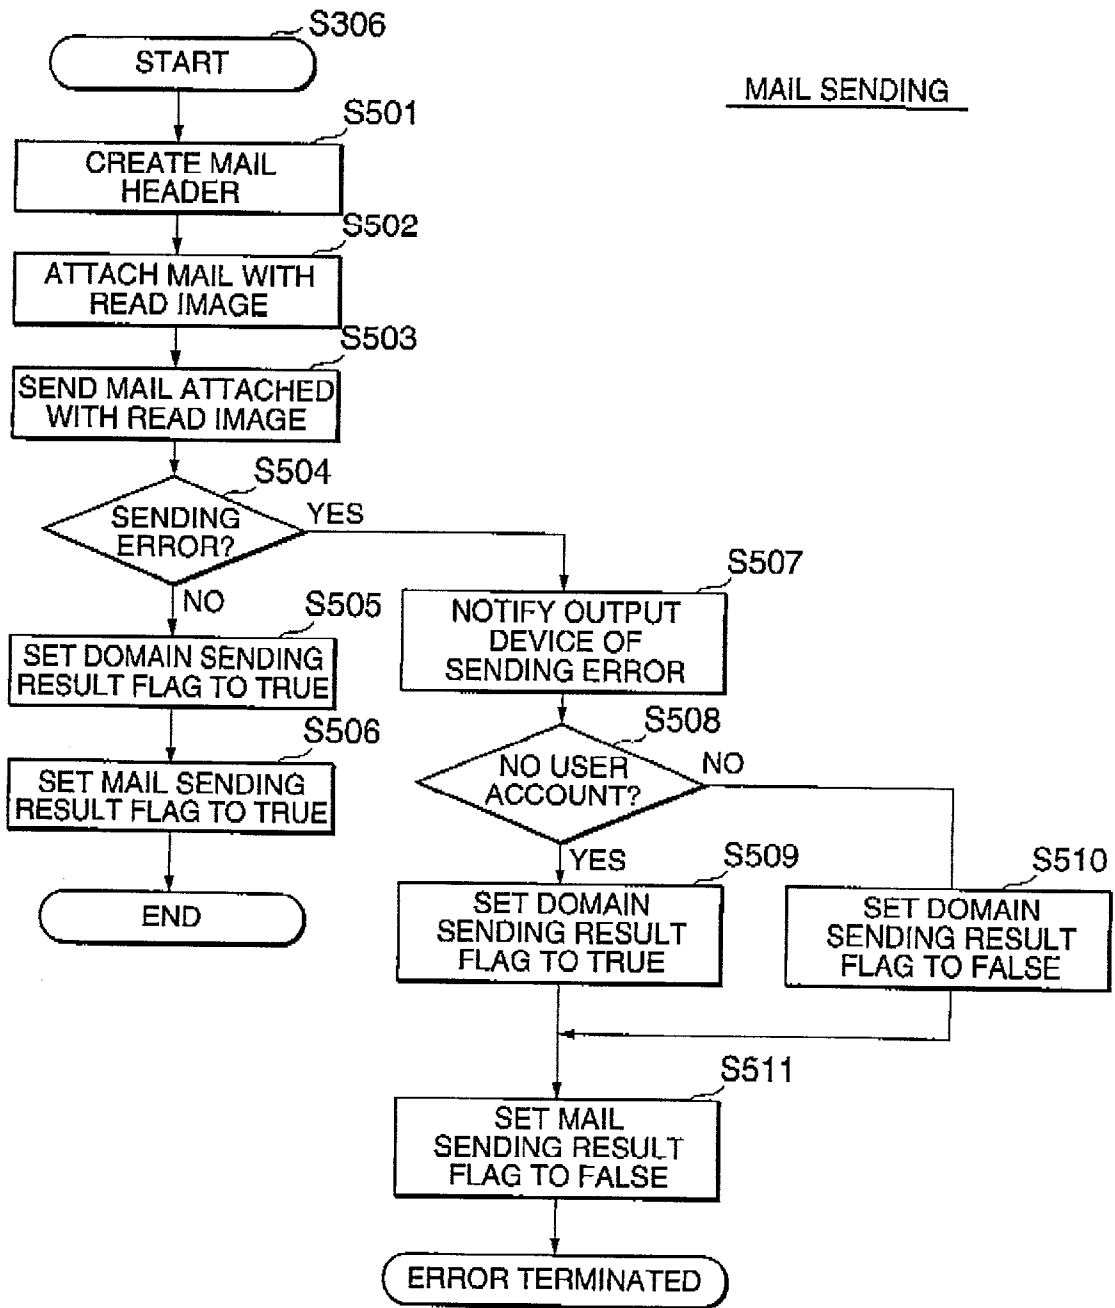 S306
START
MAIL SENDING
S501
CREATE MAIL
HEADER
S502
ATTACH MAIL WITH
READ IMAGE
S503
SEND MAIL ATTACHED
WITH READ IMAGE
S504
SENDING
ERROR?
YES
NO
S505
SET DOMAIN SENDING
RESULT FLAG TO TRUE
S506
SET MAIL SENDING
RESULT FLAG TO TRUE
END
S507
NOTIFY OUTPUT
DEVICE OF
SENDING ERROR
S508
NO USER
ACCOUNT?
NO
YES
S509
SET DOMAIN
SENDING RESULT
FLAG TO TRUE
S510
SET DOMAIN
SENDING RESULT
FLAG TO FALSE
S511
SET MAIL
SENDING RESULT
FLAG TO FALSE
ERROR TERMINATED